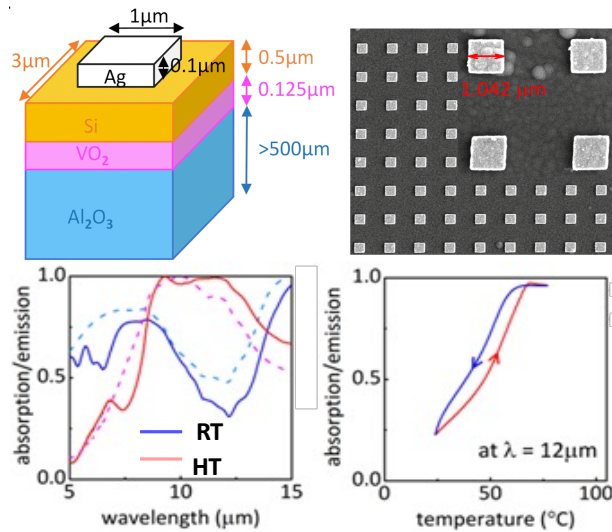 1μm
3μm
Ag
0.1μm
0.5μm
0.125μm
Si
VO₂
>500μm
Al₂O₃
1.042 μm
absorption/emission
1.0
0.5
0.0
RT
HT
5
10
15
wavelength (μm)
absorption/emission
1.0
0.5
0.0
at λ = 12μm
0
50
100
temperature (°C)